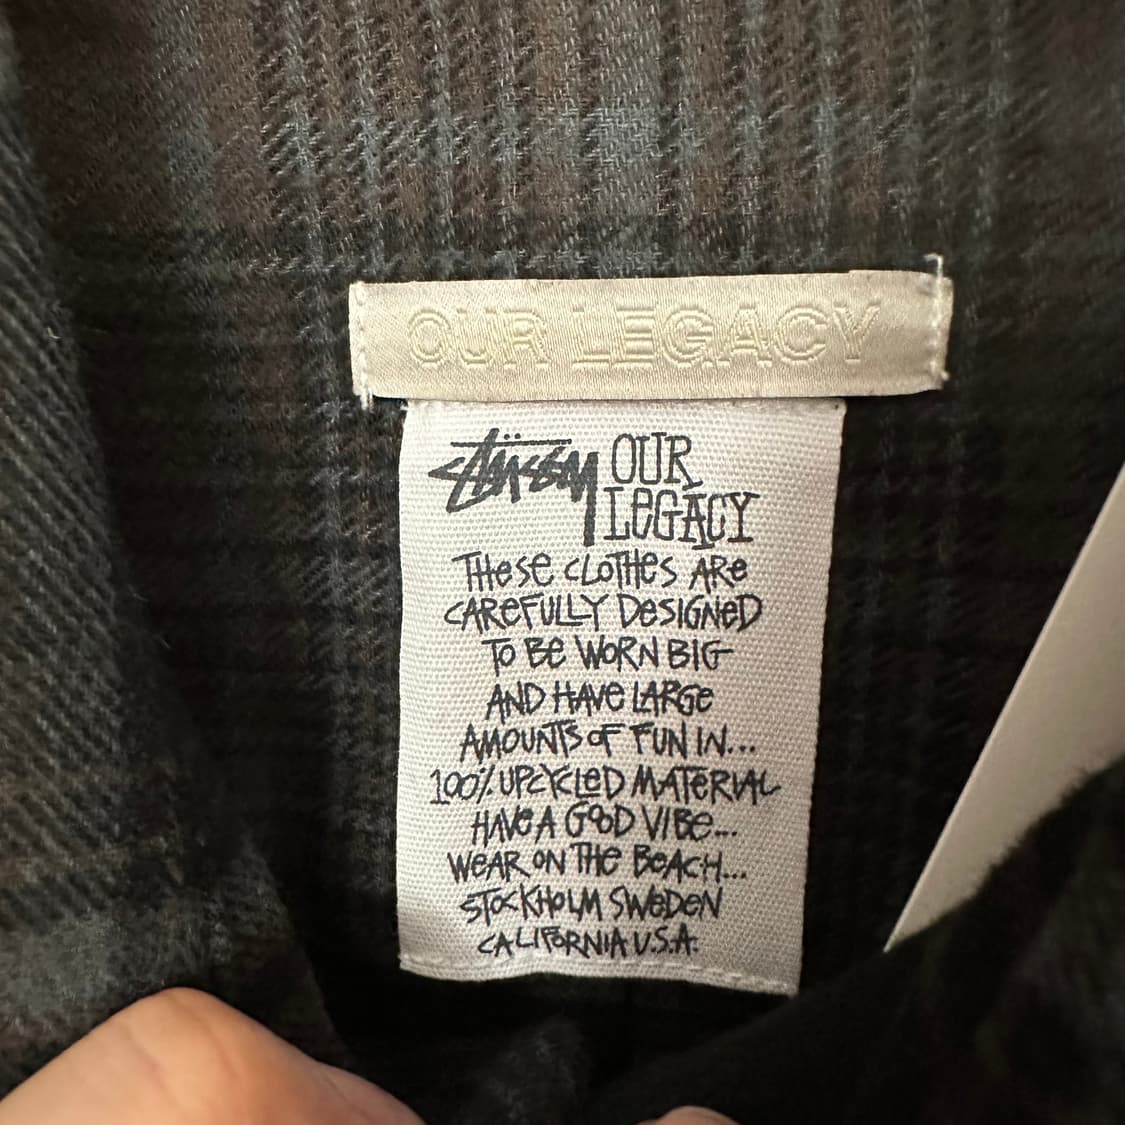 OUR LEGACY
STÜSSY OUR
LEGACY
THESE CLOTHES ARE
CAREFULLY DESIGNED
TO BE WORN BIG
AND HAVE LARGE
AMOUNTS OF FUN IN...
100% UPCYCLED MATERIAL
HAVE A GOOD VIBE...
WEAR ON THE BEACH...
STOCKHOLM SWEDEN
CALIFORNIA U.S.A.